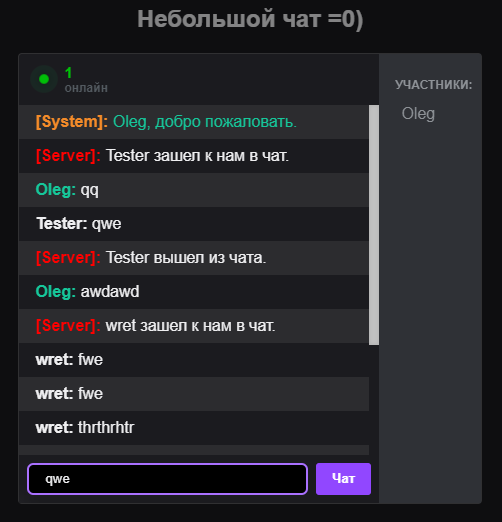 Небольшой чат =0)
1
онлайн
[System]: Oleg, добро пожаловать.
[Server]: Tester зашел к нам в чат.
Oleg: qq
Tester: qwe
[Server]: Tester вышел из чата.
Oleg: awdawd
[Server]: wret зашел к нам в чат.
wret: fwe
wret: fwe
wret: thrthrhtr
qwe
Чат
УЧАСТНИКИ:
Oleg